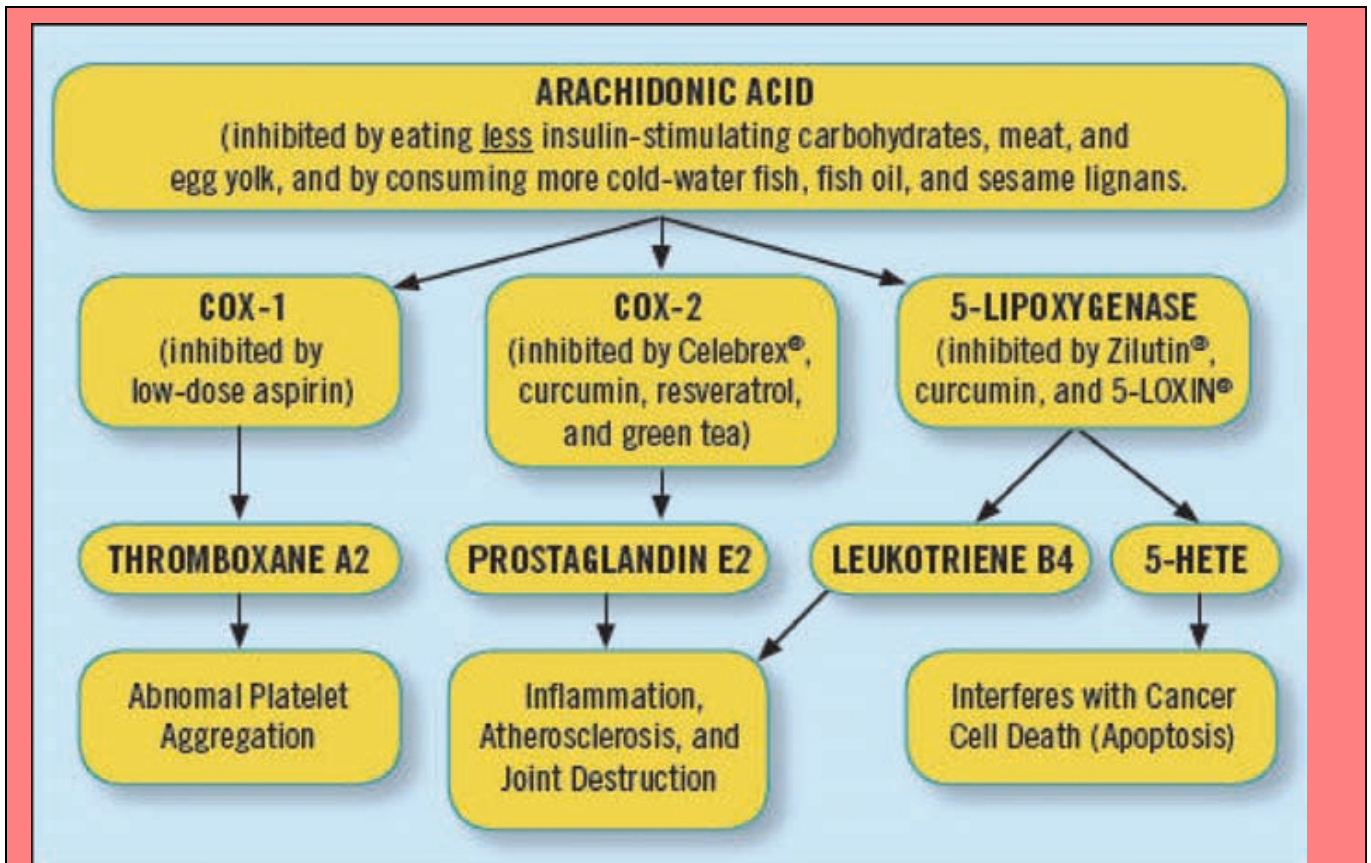 ARACHIDONIC ACID
(inhibited by eating less insulin-stimulating carbohydrates, meat, and
egg yolk, and by consuming more cold-water fish, fish oil, and sesame lignans.
COX-1
(inhibited by
low-dose aspirin)
COX-2
(inhibited by Celebrex®,
curcumin, resveratrol,
and green tea)
5-LIPOXYGENASE
(inhibited by Zilutin®,
curcumin, and 5-LOXIN®
THROMBOXANE A2
PROSTAGLANDIN E2
LEUKOTRIENE B4
5-HETE
Abnomal Platelet
Aggregation
Inflammation,
Atherosclerosis, and
Joint Destruction
Interferes with Cancer
Cell Death (Apoptosis)